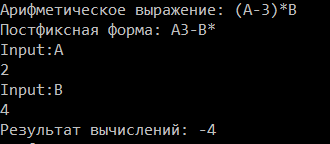 Арифметическое выражение: (A-3)*B
Постфиксная форма: A3-B*
Input:A
2
Input:B
4
Результат вычислений: -4